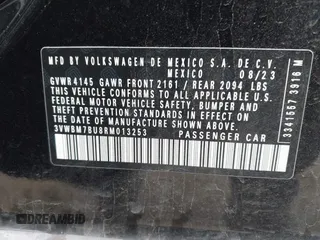 MFD BY VOLKSWAGEN DE MEXICO S.A. DE C.V.
MEXICO 08/23
GVWR 4145 GAWR FRONT 2161 / REAR 2094 LBS
THIS VEHICLE CONFORMS TO ALL APPLICABLE
FEDERAL MOTOR VEHICLE SAFETY, BUMPER AND
THEFT PREVENTION STANDARDS IN EFFECT
ON THE DATE OF MANUFACTURE SHOWN ABOVE
3VWBM7BU8RM013253 PASSENGER CAR
3341557 3916 M
DREAMBID